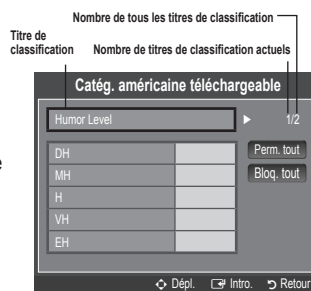 Nombre de tous les titres de classification
Titre de
classification
Nombre de titres de classification actuels
Catég. américaine téléchargeable
Humor Level
► 1/2
DH
MH
H
VH
EH
Perm. tout
Bloq. tout
e
Dépl. Intro. Retour